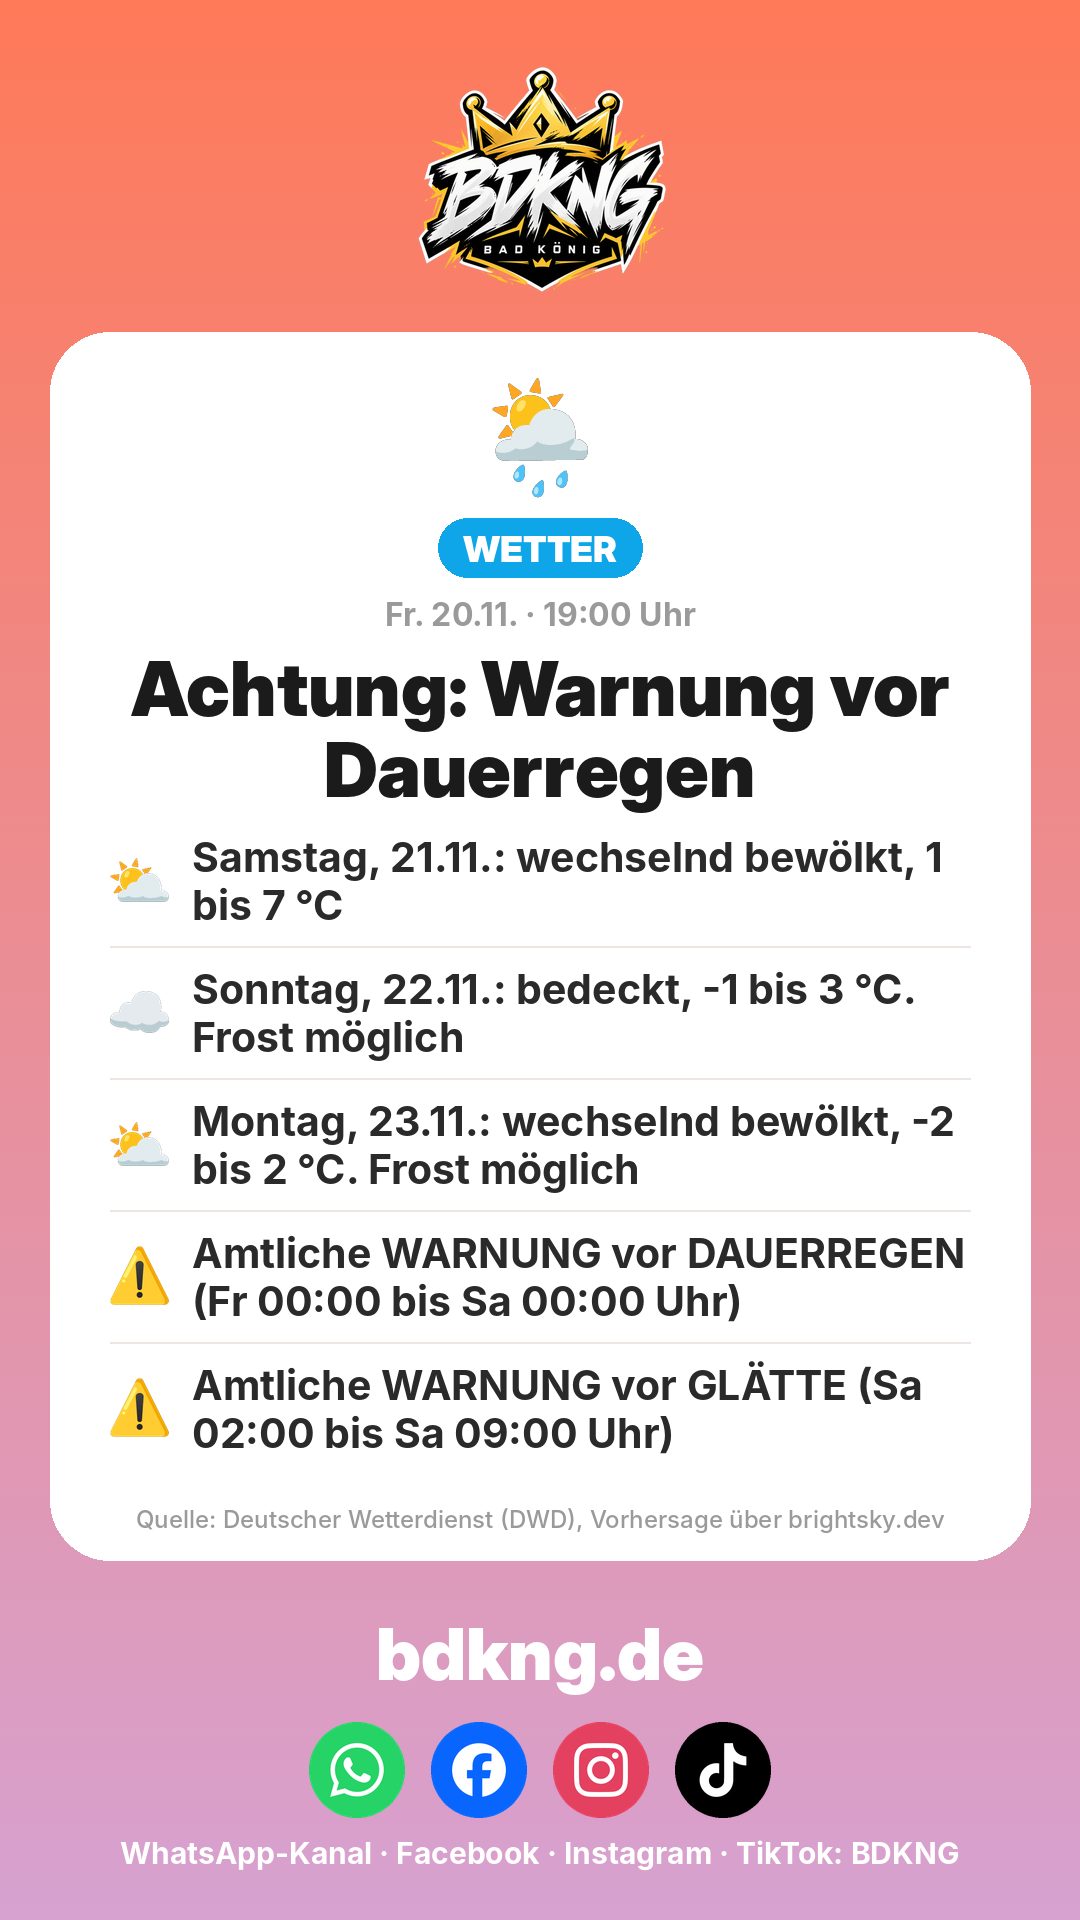 BDKNG
BAD KÖNIG
WETTER
Fr. 20.11. · 19:00 Uhr
Achtung: Warnung vor
Dauerregen
Samstag, 21.11.: wechselnd bewölkt, 1
bis 7 °C
Sonntag, 22.11.: bedeckt, -1 bis 3 °C.
Frost möglich
Montag, 23.11.: wechselnd bewölkt, -2
bis 2 °C. Frost möglich
Amtliche WARNUNG vor DAUERREGEN
(Fr 00:00 bis Sa 00:00 Uhr)
Amtliche WARNUNG vor GLÄTTE (Sa
02:00 bis Sa 09:00 Uhr)
Quelle: Deutscher Wetterdienst (DWD), Vorhersage über brightsky.dev
bdkng.de
WhatsApp-Kanal · Facebook · Instagram · TikTok: BDKNG